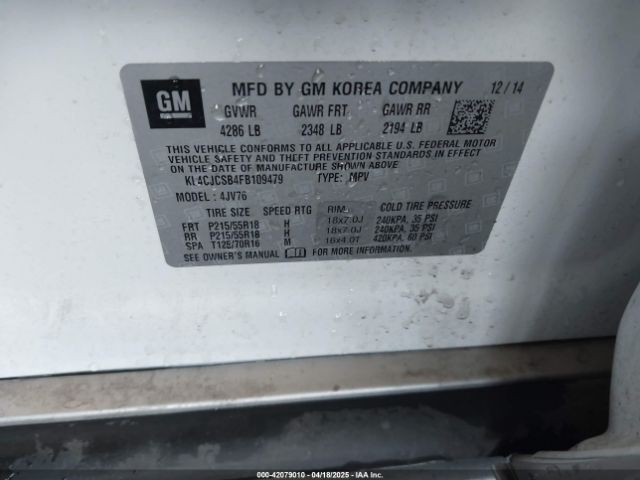 GM
MFD BY GM KOREA COMPANY 12/14
GVWR GAWR FRT GAWR RR
4286 LB 2348 LB 2194 LB
THIS VEHICLE CONFORMS TO ALL APPLICABLE U.S. FEDERAL MOTOR
VEHICLE SAFETY AND THEFT PREVENTION STANDARDS IN EFFECT
ON THE DATE OF MANUFACTURE SHOWN ABOVE.
KL4CJCSB4FB109479 TYPE: MPV
MODEL: 4JV76
TIRE SIZE SPEED RTG RIM COLD TIRE PRESSURE
FRT P215/55R18 H 18x7.0J 240KPA, 35 PSI
RR P215/55R18 H 18x7.0J 240KPA, 35 PSI
SPA T125/70R16 M 16x4.0T 420KPA, 60 PSI
SEE OWNER'S MANUAL FOR MORE INFORMATION.
000-42079010 - 04/18/2025 - IAAI.com